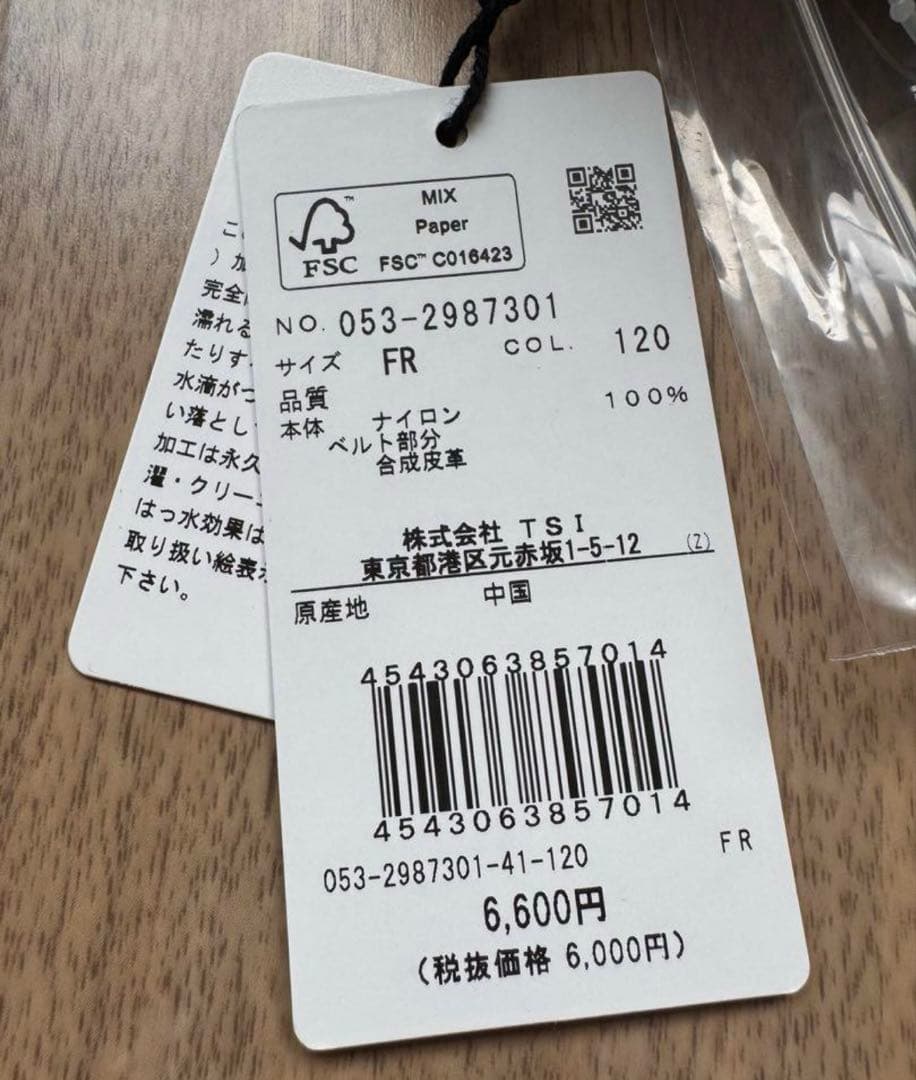 MIX
Paper
FSC™ C016423
FSC
NO. 053-2987301
サイズ FR COL. 120
品質
本体 ナイロン 100%
ベルト部分
合成皮革
株式会社 TSI
東京都港区元赤坂1-5-12 (Z)
原産地 中国
4543063857014
4543063857014
053-2987301-41-120 FR
6,600円
(税抜価格 6,000円)
)加
完全
濡れる
たりす
水滴がつ
い落とし
加工は永久
濯・クリー
はっ水効果は
取り扱い絵表
下さい。